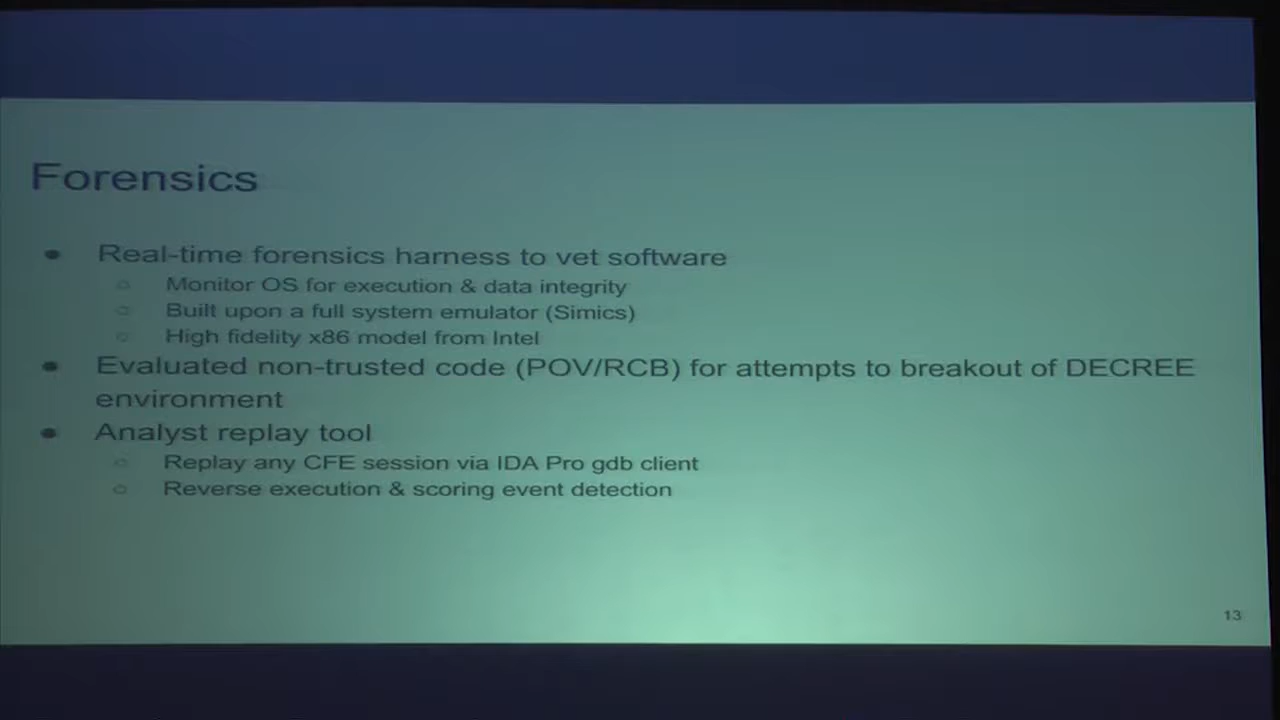 Forensics
Real-time forensics harness to vet software
Monitor OS for execution & data integrity
Built upon a full system emulator (Simics)
High fidelity x86 model from Intel
Evaluated non-trusted code (POV/RCB) for attempts to breakout of DECREE
environment
Analyst replay tool
Replay any CFE session via IDA Pro gdb client
Reverse execution & scoring event detection
13